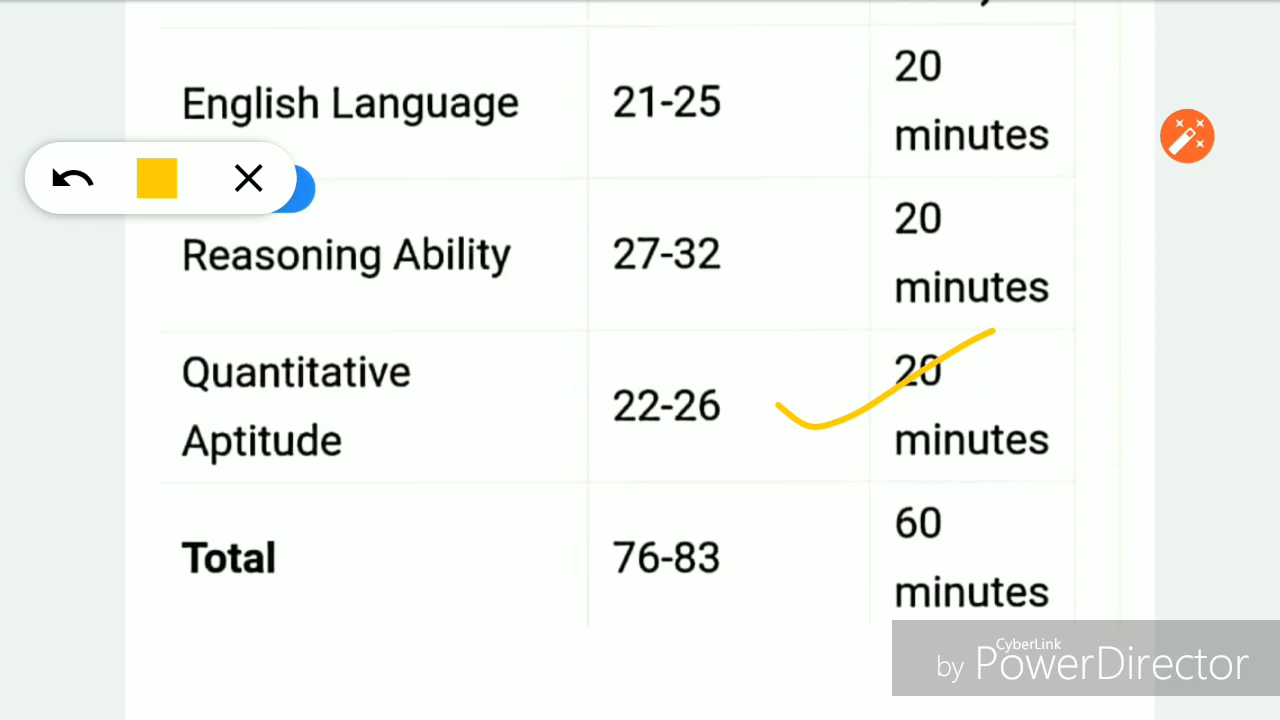 English Language 21-25 20 minutes
Reasoning Ability 27-32 20 minutes
Quantitative Aptitude 22-26 20 minutes
Total 76-83 60 minutes
CyberLink
by PowerDirector